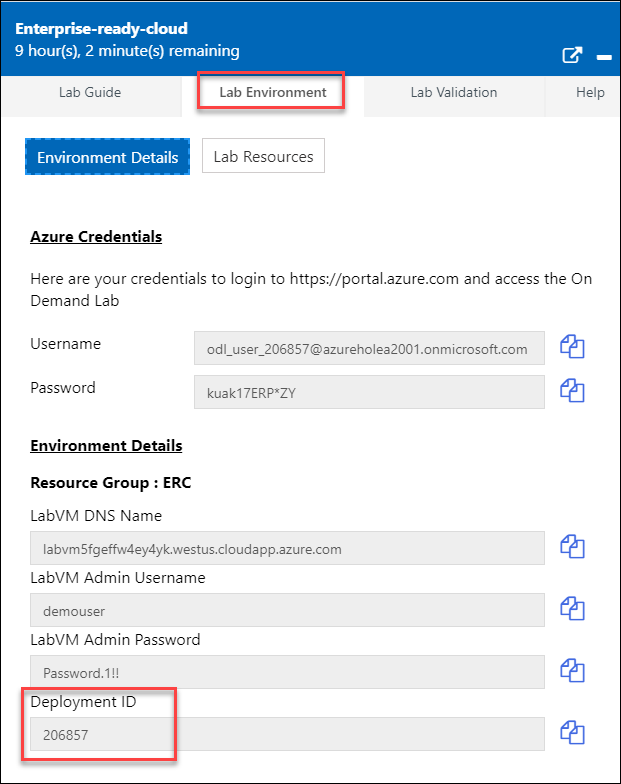 Enterprise-ready-cloud
9 hour(s), 2 minute(s) remaining
Lab Guide
Lab Environment
Lab Validation
Help
Environment Details
Lab Resources
Azure Credentials
Here are your credentials to login to https://portal.azure.com and access the On
Demand Lab
Username
odl_user_206857@azureholea2001.onmicrosoft.com
Password
kuak17ERP*ZY
Environment Details
Resource Group : ERC
LabVM DNS Name
labvm5fgeffw4ey4yk.westus.cloudapp.azure.com
LabVM Admin Username
demouser
LabVM Admin Password
Password.1!!
Deployment ID
206857